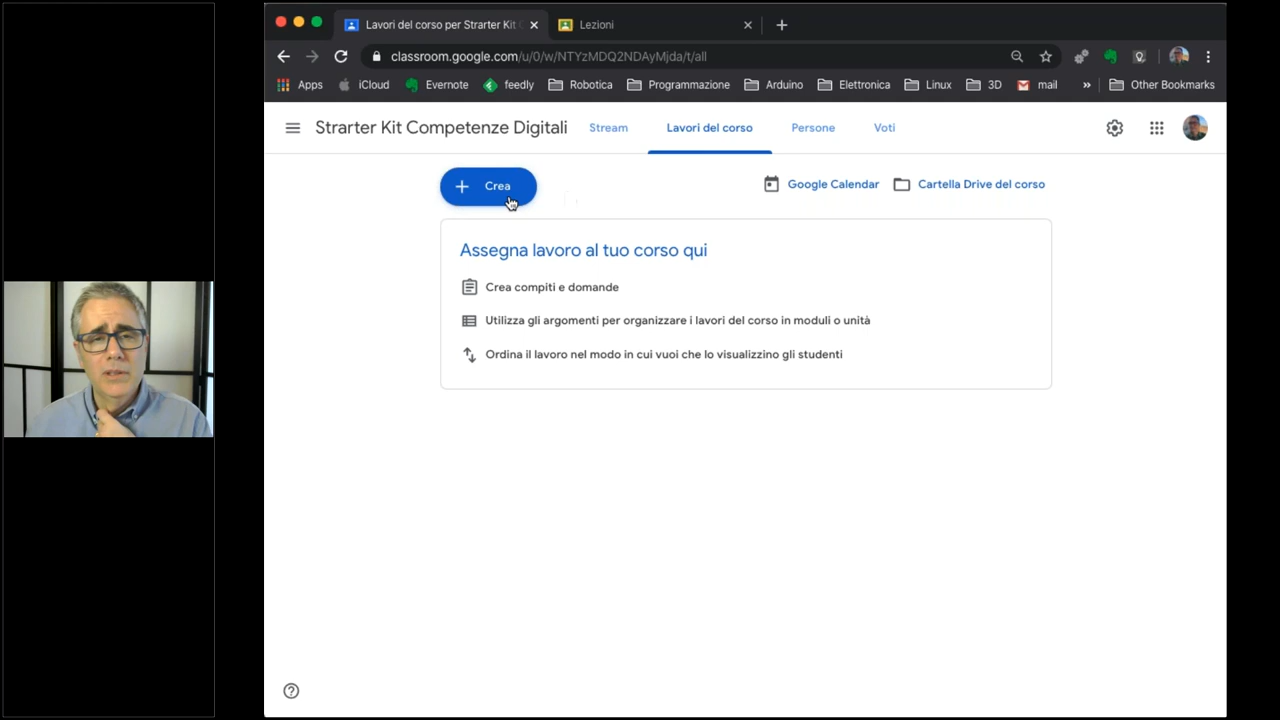 Lavori del corso per Strarter Kit C
Lezioni
classroom.google.com/u/0/w/NTYzMDQ2NDAyMjda/t/all
Apps iCloud Evernote feedly Robotica Programmazione Arduino Elettronica Linux 3D mail » Other Bookmarks
Strarter Kit Competenze Digitali Stream Lavori del corso Persone Voti
Crea Google Calendar Cartella Drive del corso
Assegna lavoro al tuo corso qui
Crea compiti e domande
Utilizza gli argomenti per organizzare i lavori del corso in moduli o unità
Ordina il lavoro nel modo in cui vuoi che lo visualizzino gli studenti